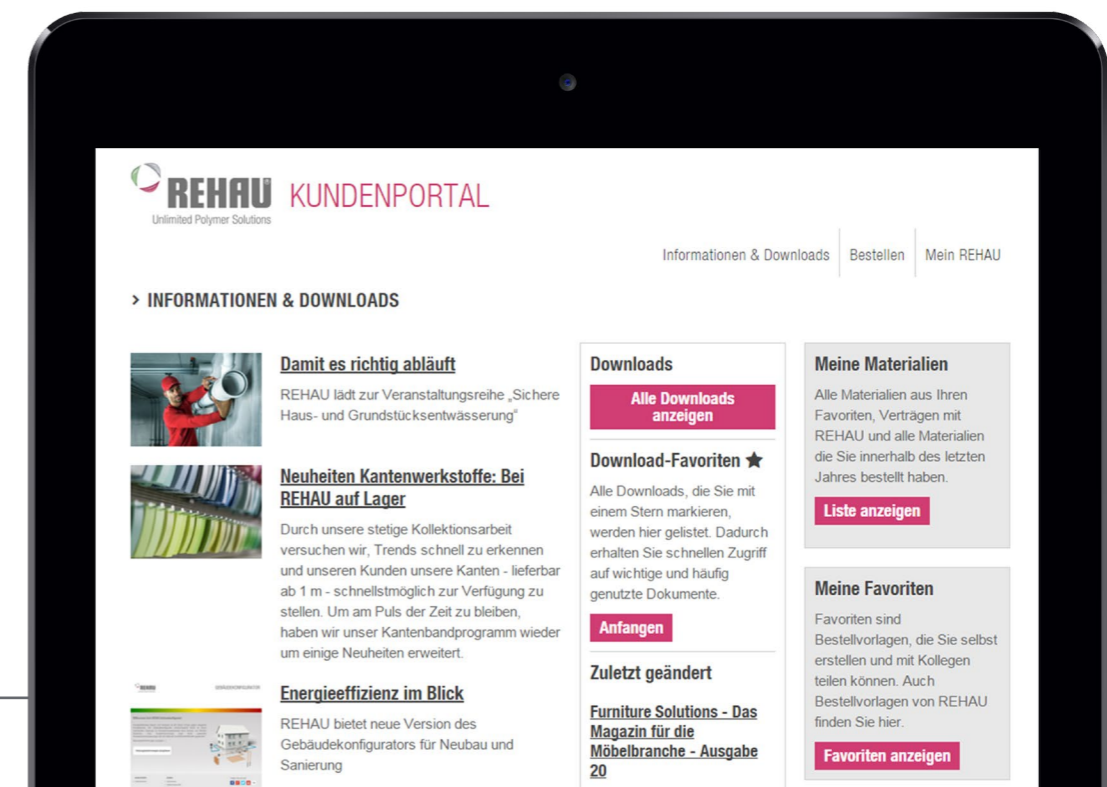 REHAU KUNDENPORTAL
Unlimited Polymer Solutions
Informationen & Downloads Bestellen Mein REHAU
> INFORMATIONEN & DOWNLOADS
Damit es richtig abläuft
REHAU lädt zur Veranstaltungsreihe „Sichere
Haus- und Grundstücksentwässerung“
Neuheiten Kantenwerkstoffe: Bei
REHAU auf Lager
Durch unsere stetige Kollektionsarbeit
versuchen wir, Trends schnell zu erkennen
und unseren Kunden unsere Kanten - lieferbar
ab 1 m - schnellstmöglich zur Verfügung zu
stellen. Um am Puls der Zeit zu bleiben,
haben wir unser Kantenbandprogramm wieder
um einige Neuheiten erweitert.
REHAU
Energieeffizienz im Blick
REHAU bietet neue Version des
Gebäudekonfigurators für Neubau und
Sanierung
Downloads
Alle Downloads
anzeigen
Download-Favoriten ★
Alle Downloads, die Sie mit
einem Stern markieren,
werden hier gelistet. Dadurch
erhalten Sie schnellen Zugriff
auf wichtige und häufig
genutzte Dokumente.
Anfangen
Zuletzt geändert
Furniture Solutions - Das
Magazin für die
Möbelbranche - Ausgabe
20
Meine Materialien
Alle Materialien aus Ihren
Favoriten, Verträgen mit
REHAU und alle Materialien
die Sie innerhalb des letzten
Jahres bestellt haben.
Liste anzeigen
Meine Favoriten
Favoriten sind
Bestellvorlagen, die Sie selbst
erstellen und mit Kollegen
teilen können. Auch
Bestellvorlagen von REHAU
finden Sie hier.
Favoriten anzeigen